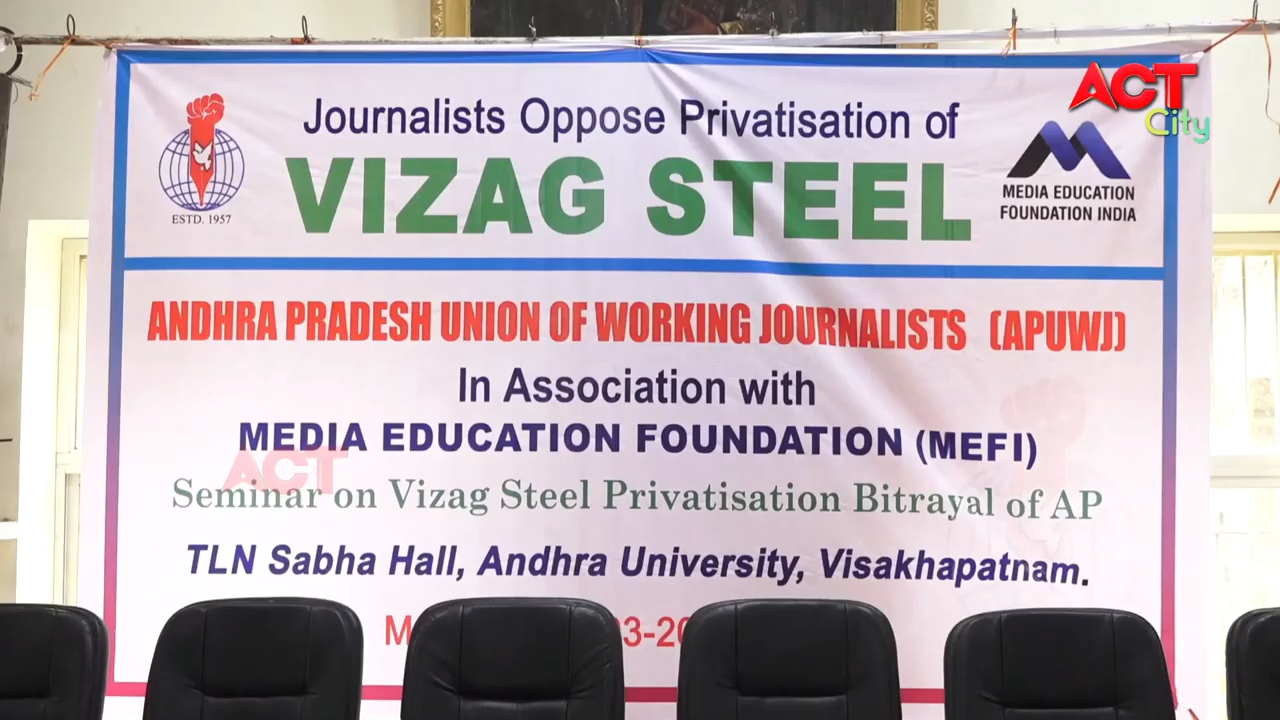 ACT
City
Journalists Oppose Privatisation of
VIZAG STEEL
ESTD. 1957
MEDIA EDUCATION
FOUNDATION INDIA
ANDHRA PRADESH UNION OF WORKING JOURNALISTS (APUWJ)
In Association with
MEDIA EDUCATION FOUNDATION (MEFI)
ACT
Seminar on Vizag Steel Privatisation Bitrayal of AP
TLN Sabha Hall, Andhra University, Visakhapatnam.